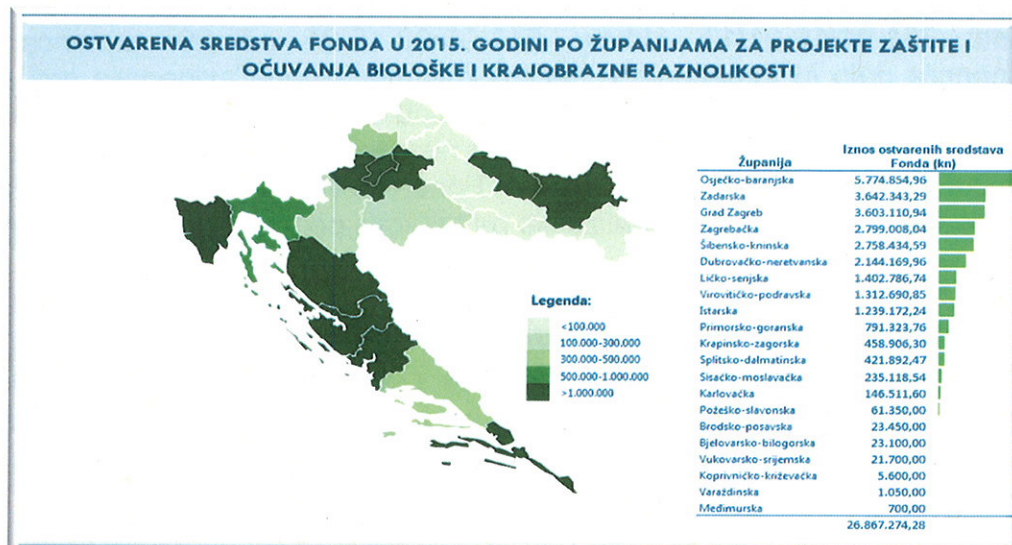 OSTVARENA SREDSTVA FONDA U 2015. GODINI PO ŽUPANIJAMA ZA PROJEKTE ZAŠTITE I
OČUVANJA BIOLOŠKE I KRAJOBRAZNE RAZNOLIKOSTI
Legenda:
<100.000
100.000-300.000
300.000-500.000
500.000-1.000.000
>1.000.000
Županija Iznos ostvarenih sredstava Fonda (kn)
Osječko-baranjska 5.774.854,96
Zadarska 3.642.343,29
Grad Zagreb 3.603.110,94
Zagrebačka 2.799.008,04
Šibensko-kninska 2.758.434,59
Dubrovačko-neretvanska 2.144.169,96
Ličko-senjska 1.402.786,74
Virovitičko-podravska 1.312.690,85
Istarska 1.239.172,24
Primorsko-goranska 791.323,76
Krapinsko-zagorska 458.906,30
Splitsko-dalmatinska 421.892,47
Sisačko-moslavačka 235.118,54
Karlovačka 146.511,60
Požeško-slavonska 61.350,00
Brodsko-posavska 23.450,00
Bjelovarsko-bilogorska 23.100,00
Vukovarsko-srijemska 21.700,00
Koprivničko-križevačka 5.600,00
Varaždinska 1.050,00
Međimurska 700,00
26.867.274,28